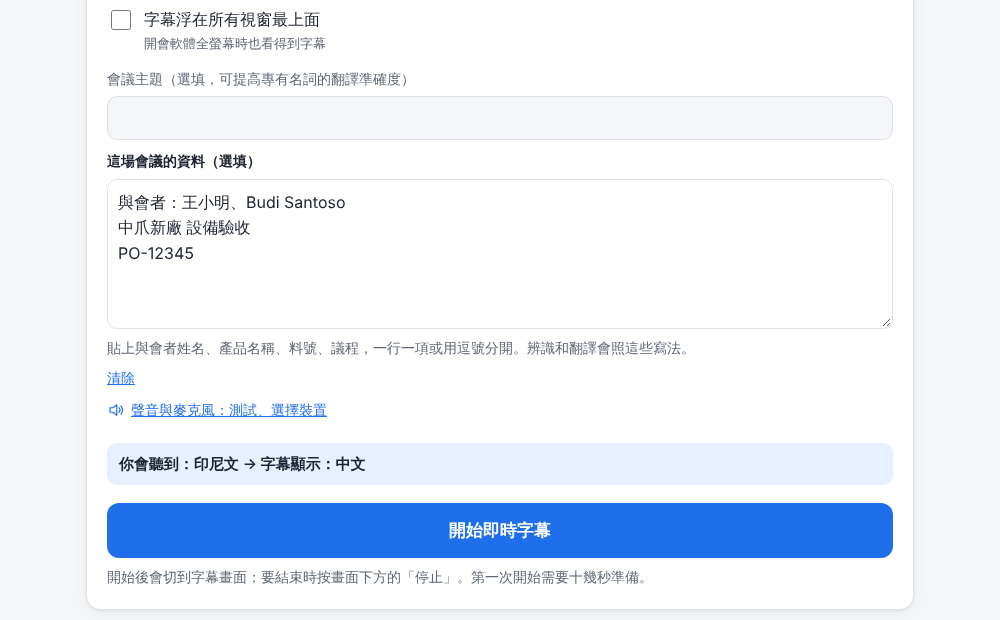 字幕浮在所有視窗最上面
開會軟體全螢幕時也看得到字幕
會議主題（選填，可提高專有名詞的翻譯準確度）
這場會議的資料（選填）
與會者：王小明、Budi Santoso
中爪新廠 設備驗收
PO-12345
貼上與會者姓名、產品名稱、料號、議程，一行一項或用逗號分開。辨識和翻譯會照這些寫法。
清除
聲音與麥克風：測試、選擇裝置
你會聽到：印尼文 → 字幕顯示：中文
開始即時字幕
開始後會切到字幕畫面；要結束時按畫面下方的「停止」。第一次開始需要十幾秒準備。